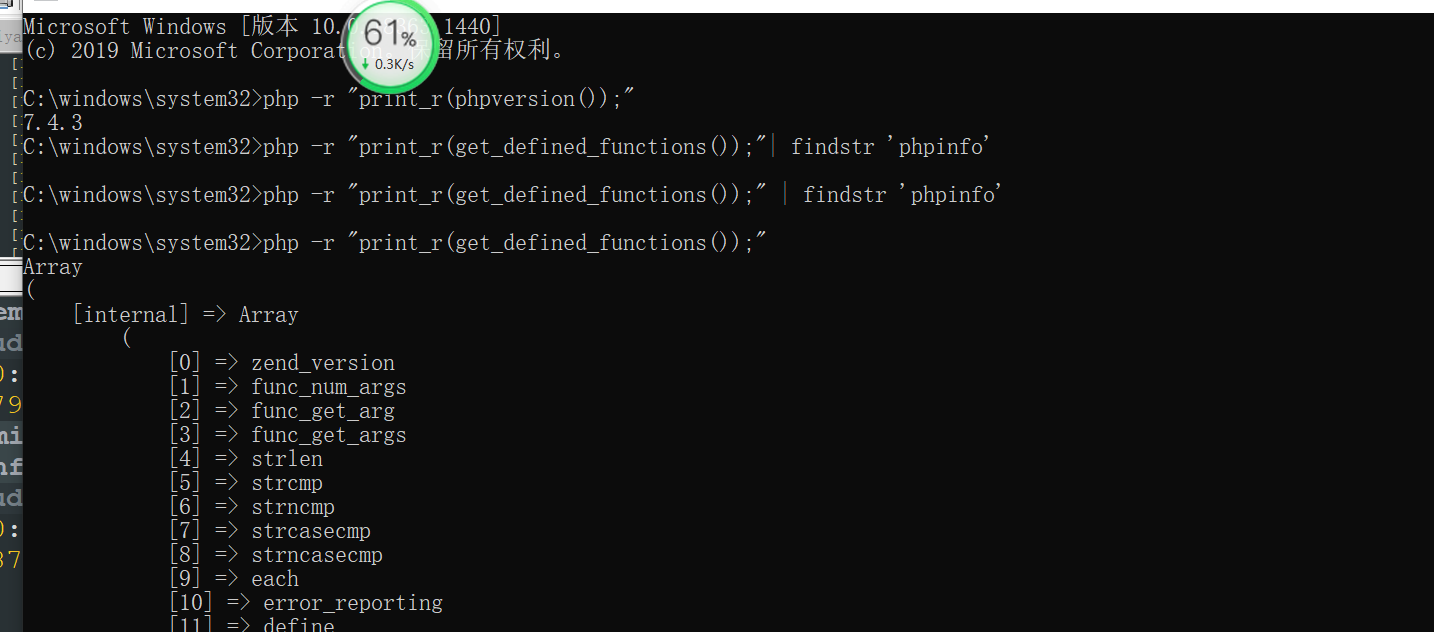 Microsoft Windows [版本 10.0 1440]
(c) 2019 Microsoft Corporation 保留所有权利。
61%
0.3K/s
C:\windows\system32>php -r "print_r(phpversion());"
7.4.3
C:\windows\system32>php -r "print_r(get_defined_functions());"| findstr 'phpinfo'
C:\windows\system32>php -r "print_r(get_defined_functions());" | findstr 'phpinfo'
C:\windows\system32>php -r "print_r(get_defined_functions());"
Array
(
[internal] => Array
(
[0] => zend_version
[1] => func_num_args
[2] => func_get_arg
[3] => func_get_args
[4] => strlen
[5] => strcmp
[6] => strncmp
[7] => strcasecmp
[8] => strncasecmp
[9] => each
[10] => error_reporting
[11] => define